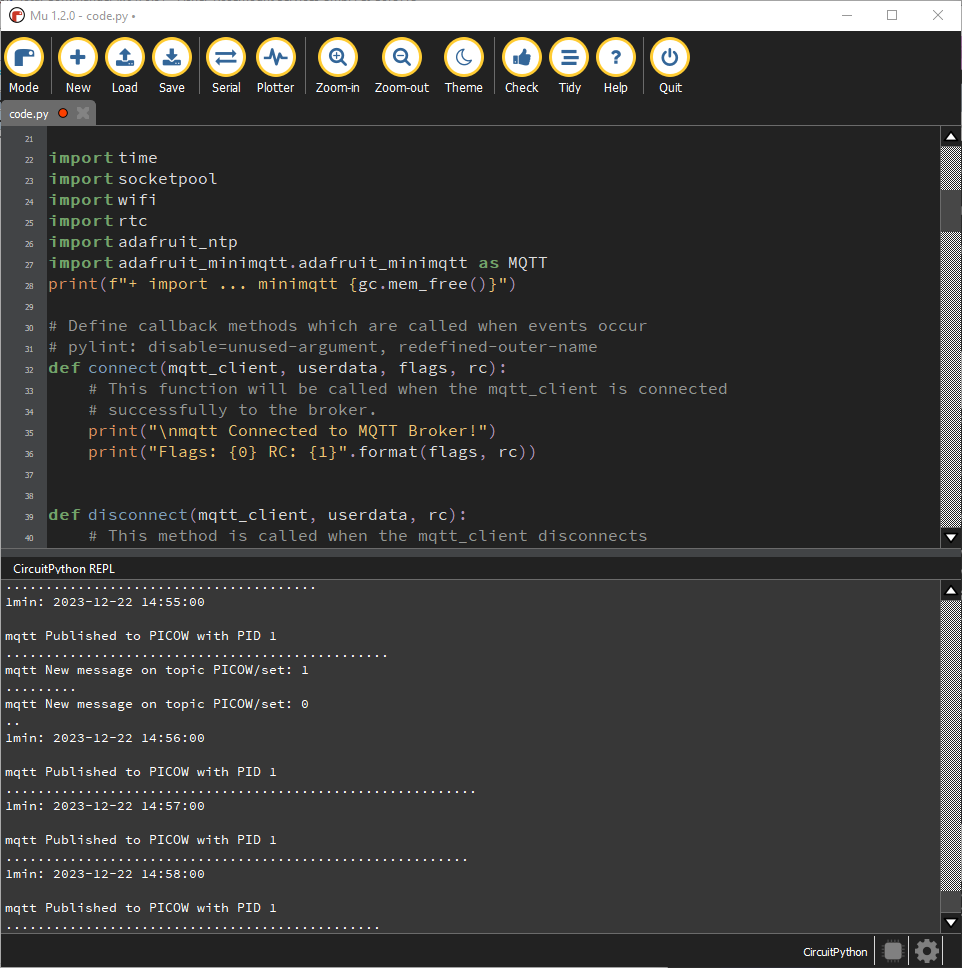 Mu 1.2.0 - code.py •
Mode New Load Save Serial Plotter Zoom-in Zoom-out Theme Check Tidy Help Quit
code.py
21
22 import time
23 import socketpool
24 import wifi
25 import rtc
26 import adafruit_ntp
27 import adafruit_minimqtt.adafruit_minimqtt as MQTT
28 print(f"+ import ... minimqtt {gc.mem_free()}")
29
30 # Define callback methods which are called when events occur
31 # pylint: disable=unused-argument, redefined-outer-name
32 def connect(mqtt_client, userdata, flags, rc):
33     # This function will be called when the mqtt_client is connected
34     # successfully to the broker.
35     print("\nmqtt Connected to MQTT Broker!")
36     print("Flags: {0} RC: {1}".format(flags, rc))
37
38
39 def disconnect(mqtt_client, userdata, rc):
40     # This method is called when the mqtt_client disconnects
CircuitPython REPL
.......................................
1min: 2023-12-22 14:55:00
mqtt Published to PICOW with PID 1
................................................
mqtt New message on topic PICOW/set: 1
.........
mqtt New message on topic PICOW/set: 0
..
1min: 2023-12-22 14:56:00
mqtt Published to PICOW with PID 1
...........................................................
1min: 2023-12-22 14:57:00
mqtt Published to PICOW with PID 1
..........................................................
1min: 2023-12-22 14:58:00
mqtt Published to PICOW with PID 1
...............................................
CircuitPython